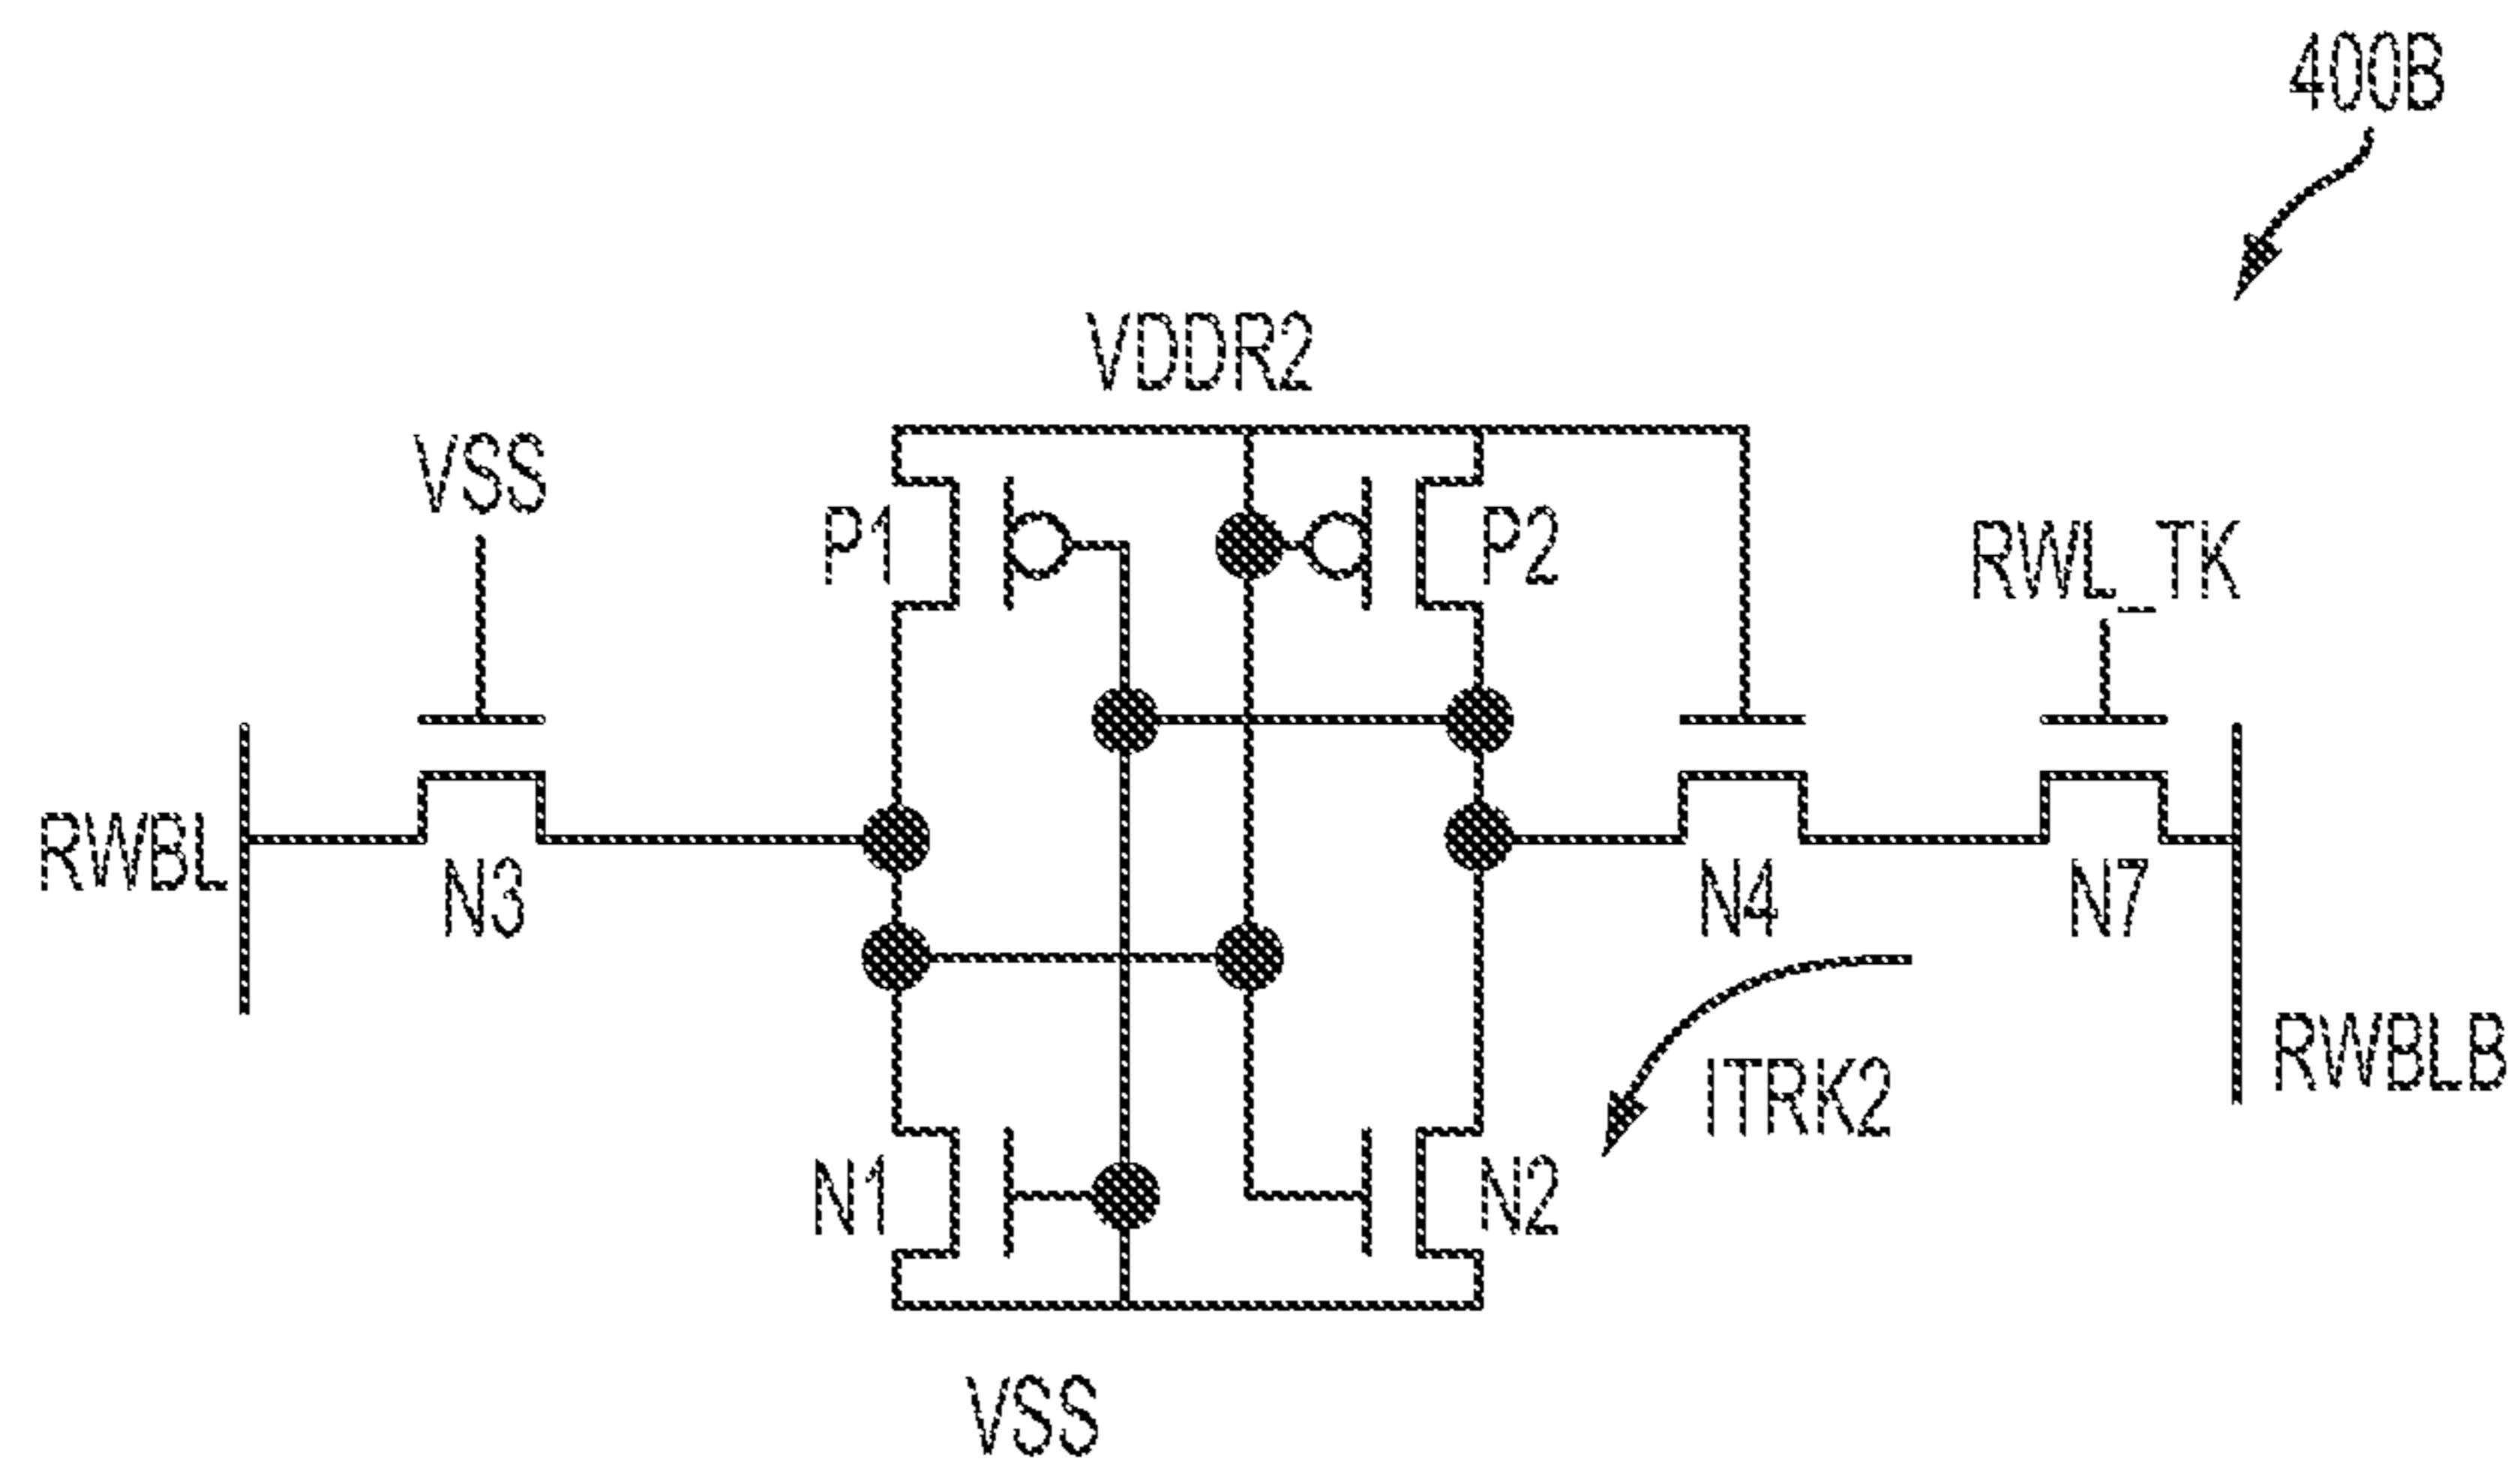 400B
VDDR2
VSS
P1
P2
RWL_TK
RWBL
N3
N4
N7
ITRK2
RWBLB
N1
N2
VSS